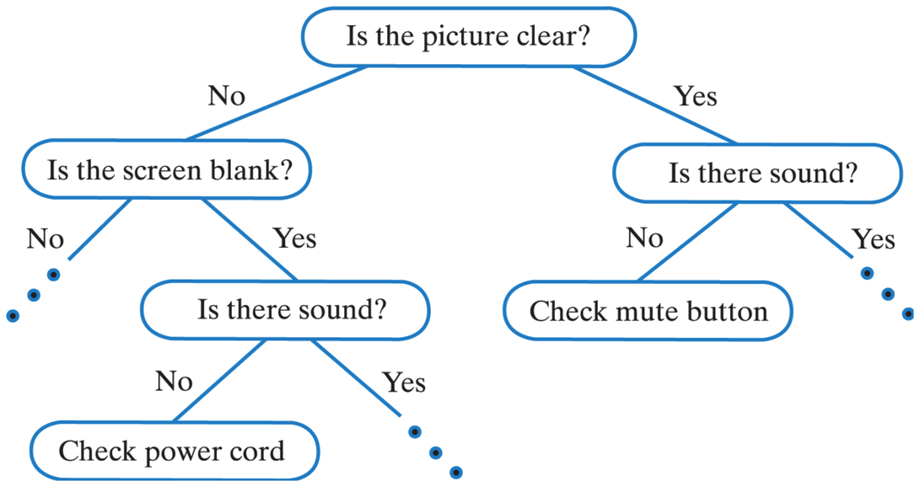 Is the picture clear?
No
Yes
Is the screen blank?
Is there sound?
No
Yes
No
Yes
Is there sound?
Check mute button
No
Yes
Check power cord